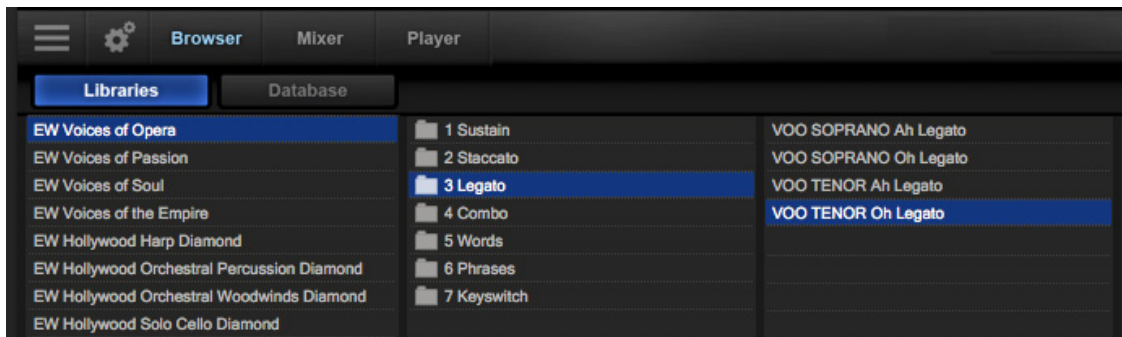 Browser Mixer Player
Libraries Database
EW Voices of Opera
EW Voices of Passion
EW Voices of Soul
EW Voices of the Empire
EW Hollywood Harp Diamond
EW Hollywood Orchestral Percussion Diamond
EW Hollywood Orchestral Woodwinds Diamond
EW Hollywood Solo Cello Diamond
1 Sustain
2 Staccato
3 Legato
4 Combo
5 Words
6 Phrases
7 Keyswitch
VOO SOPRANO Ah Legato
VOO SOPRANO Oh Legato
VOO TENOR Ah Legato
VOO TENOR Oh Legato